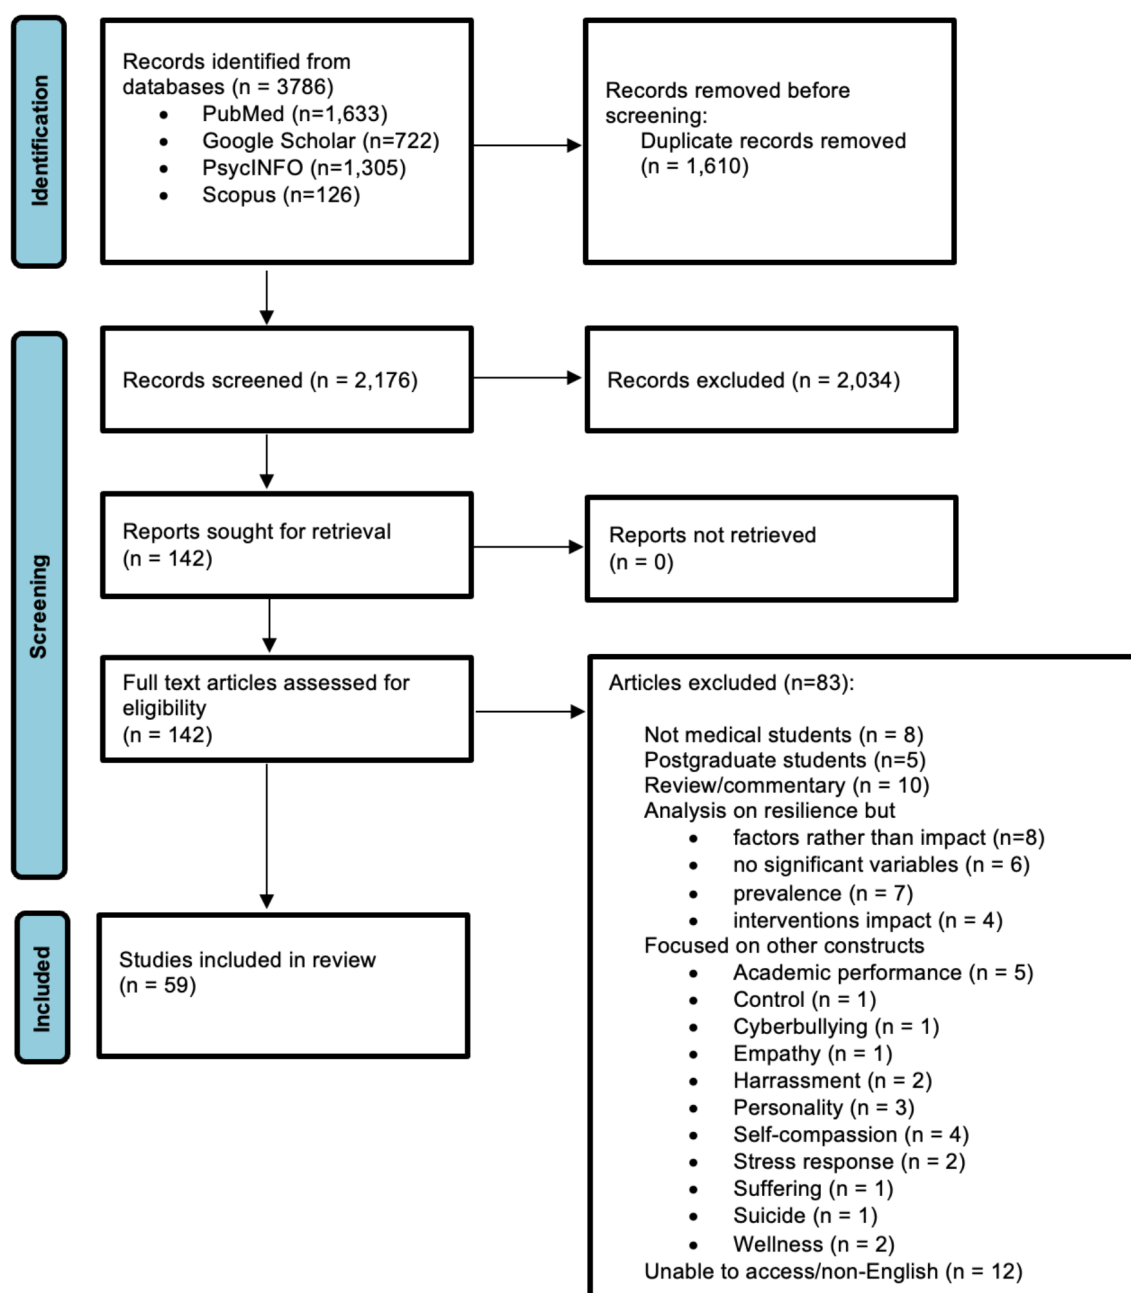 Identification
Records identified from
databases (n = 3786)
• PubMed (n=1,633)
• Google Scholar (n=722)
• PsycINFO (n=1,305)
• Scopus (n=126)
Records removed before
screening:
Duplicate records removed
(n = 1,610)
Screening
Records screened (n = 2,176)
Records excluded (n = 2,034)
Reports sought for retrieval
(n = 142)
Reports not retrieved
(n = 0)
Full text articles assessed for
eligibility
(n = 142)
Articles excluded (n=83):
Not medical students (n = 8)
Postgraduate students (n=5)
Review/commentary (n = 10)
Analysis on resilience but
• factors rather than impact (n=8)
• no significant variables (n = 6)
• prevalence (n = 7)
• interventions impact (n = 4)
Focused on other constructs
• Academic performance (n = 5)
• Control (n = 1)
• Cyberbullying (n = 1)
• Empathy (n = 1)
• Harrassment (n = 2)
• Personality (n = 3)
• Self-compassion (n = 4)
• Stress response (n = 2)
• Suffering (n = 1)
• Suicide (n = 1)
• Wellness (n = 2)
Unable to access/non-English (n = 12)
Included
Studies included in review
(n = 59)